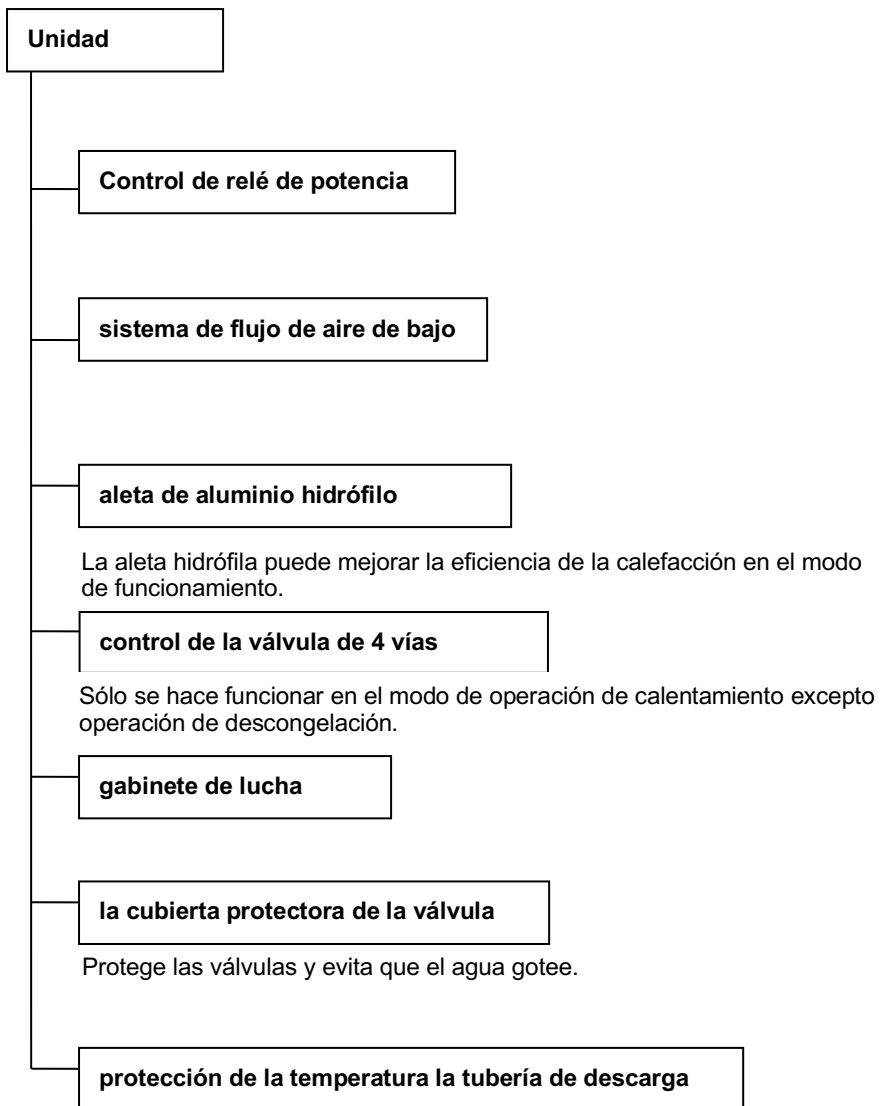 Unidad
Control de relé de potencia
sistema de flujo de aire de bajo
aleta de aluminio hidrófilo
La aleta hidrófila puede mejorar la eficiencia de la calefacción en el modo
de funcionamiento.
control de la válvula de 4 vías
Sólo se hace funcionar en el modo de operación de calentamiento excepto
operación de descongelación.
gabinete de lucha
la cubierta protectora de la válvula
Protege las válvulas y evita que el agua gotee.
protección de la temperatura la tubería de descarga